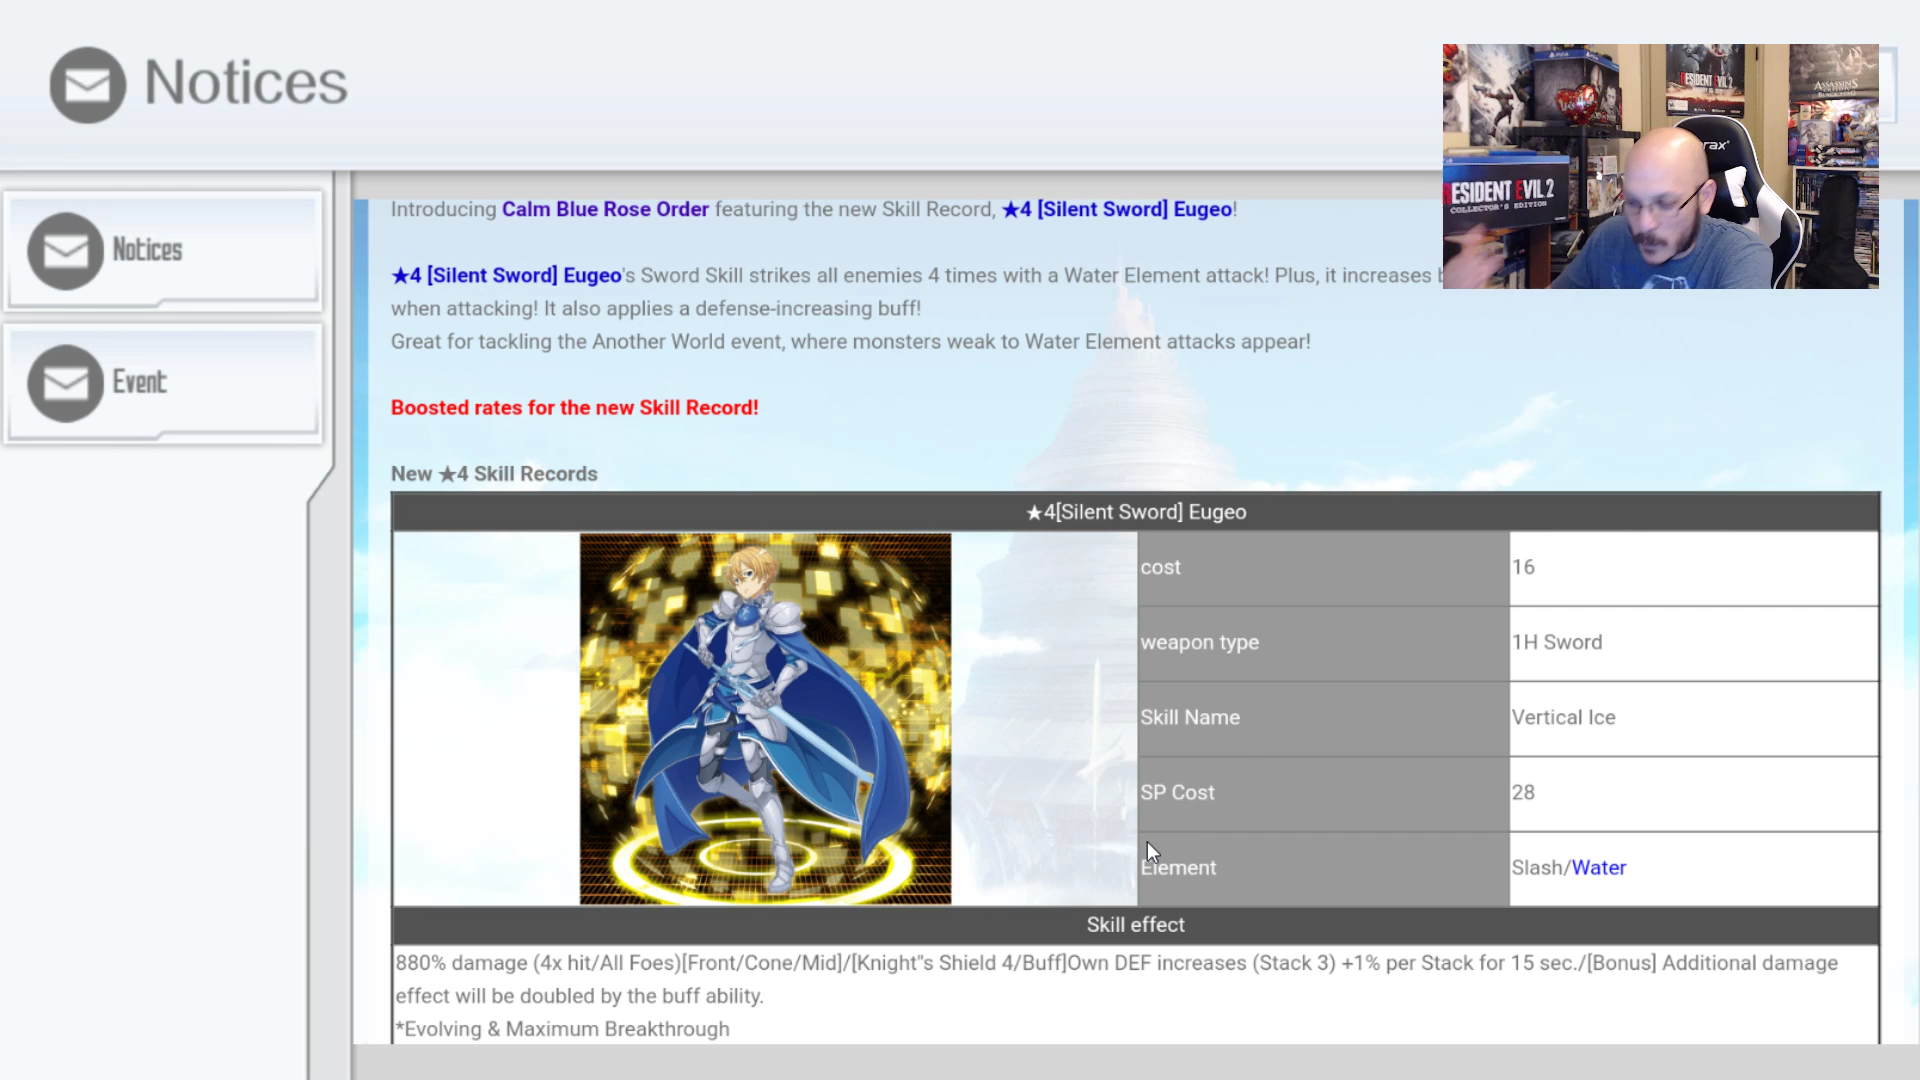 Notices
Notices
Event
Introducing Calm Blue Rose Order featuring the new Skill Record, ★4 [Silent Sword] Eugeo!
★4 [Silent Sword] Eugeo's Sword Skill strikes all enemies 4 times with a Water Element attack! Plus, it increases
when attacking! It also applies a defense-increasing buff!
Great for tackling the Another World event, where monsters weak to Water Element attacks appear!
Boosted rates for the new Skill Record!
New ★4 Skill Records
★4[Silent Sword] Eugeo
cost 16
weapon type 1H Sword
Skill Name Vertical Ice
SP Cost 28
Element Slash/Water
Skill effect
880% damage (4x hit/All Foes)[Front/Cone/Mid]/[Knight"s Shield 4/Buff]Own DEF increases (Stack 3) +1% per Stack for 15 sec./[Bonus] Additional damage
effect will be doubled by the buff ability.
*Evolving & Maximum Breakthrough
RESIDENT EVIL 2
ASSASSIN'S
RESIDENT EVIL 2
COLLECTOR'S EDITION